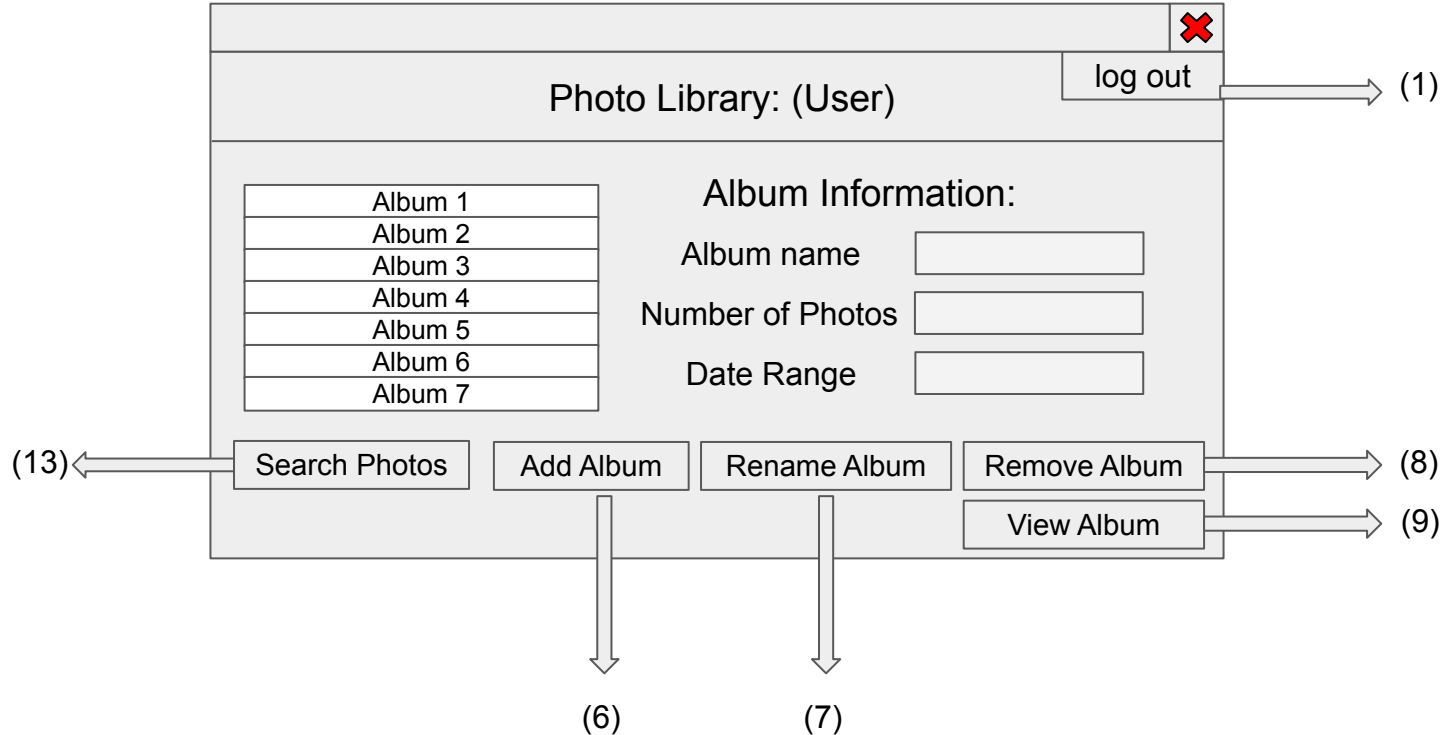 log out
(1)
Photo Library: (User)
Album 1
Album 2
Album 3
Album 4
Album 5
Album 6
Album 7
Album Information:
Album name
Number of Photos
Date Range
(13)
Search Photos
Add Album
Rename Album
Remove Album
(8)
View Album
(9)
(6)
(7)